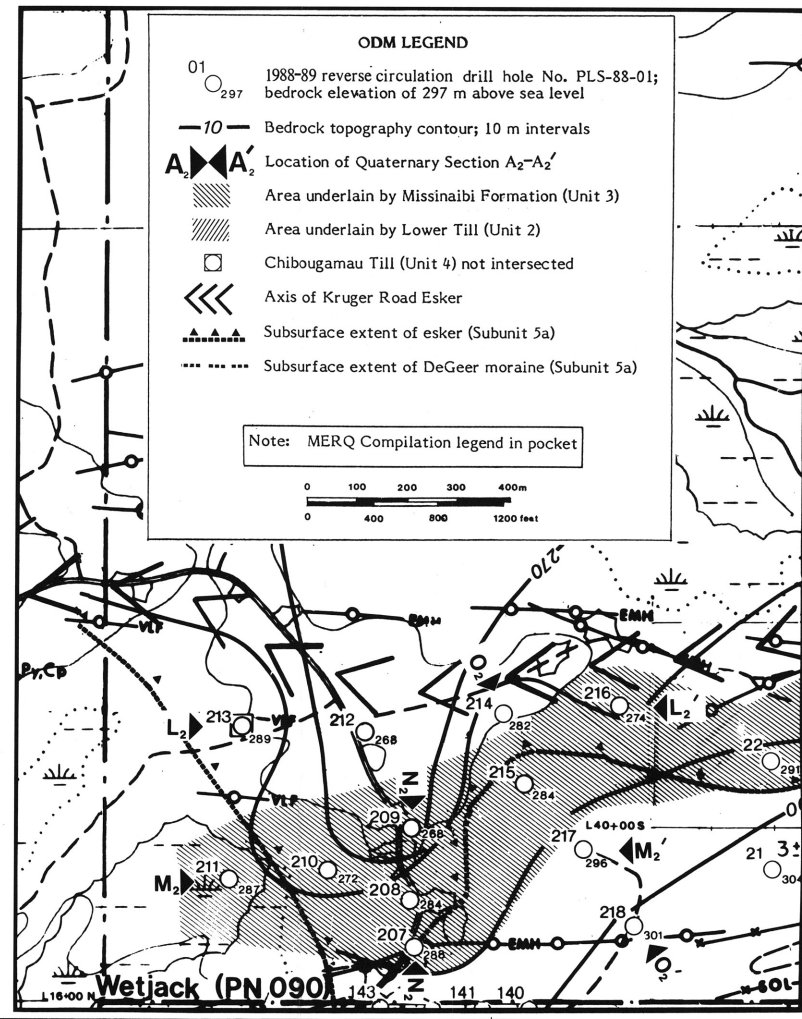 ODM LEGEND
01
297
1988-89 reverse circulation drill hole No. PLS-88-01;
bedrock elevation of 297 m above sea level
10
Bedrock topography contour; 10 m intervals
A2 A'2
Location of Quaternary Section A2-A2'
Area underlain by Missinaibi Formation (Unit 3)
Area underlain by Lower Till (Unit 2)
Chibougamau Till (Unit 4) not intersected
Axis of Kruger Road Esker
Subsurface extent of esker (Subunit 5a)
Subsurface extent of DeGeer moraine (Subunit 5a)
Note: MERQ Compilation legend in pocket
0 100 200 300 400m
0 400 800 1200 feet
270
EMH
EMH
VLF
EMH
Py,Cp
O2
216
274
L2'
L2
213
289
VLF
212
268
214
282
22
291
215
284
N2
VLF
209
268
L40+00S
217
296
M2'
21
304
3+
M2
211
287
210
272
208
284
218
301
207
288
EMH
O2'
N2'
SOL
L16+00 N
Wetjack (PN 090)
143
141
140